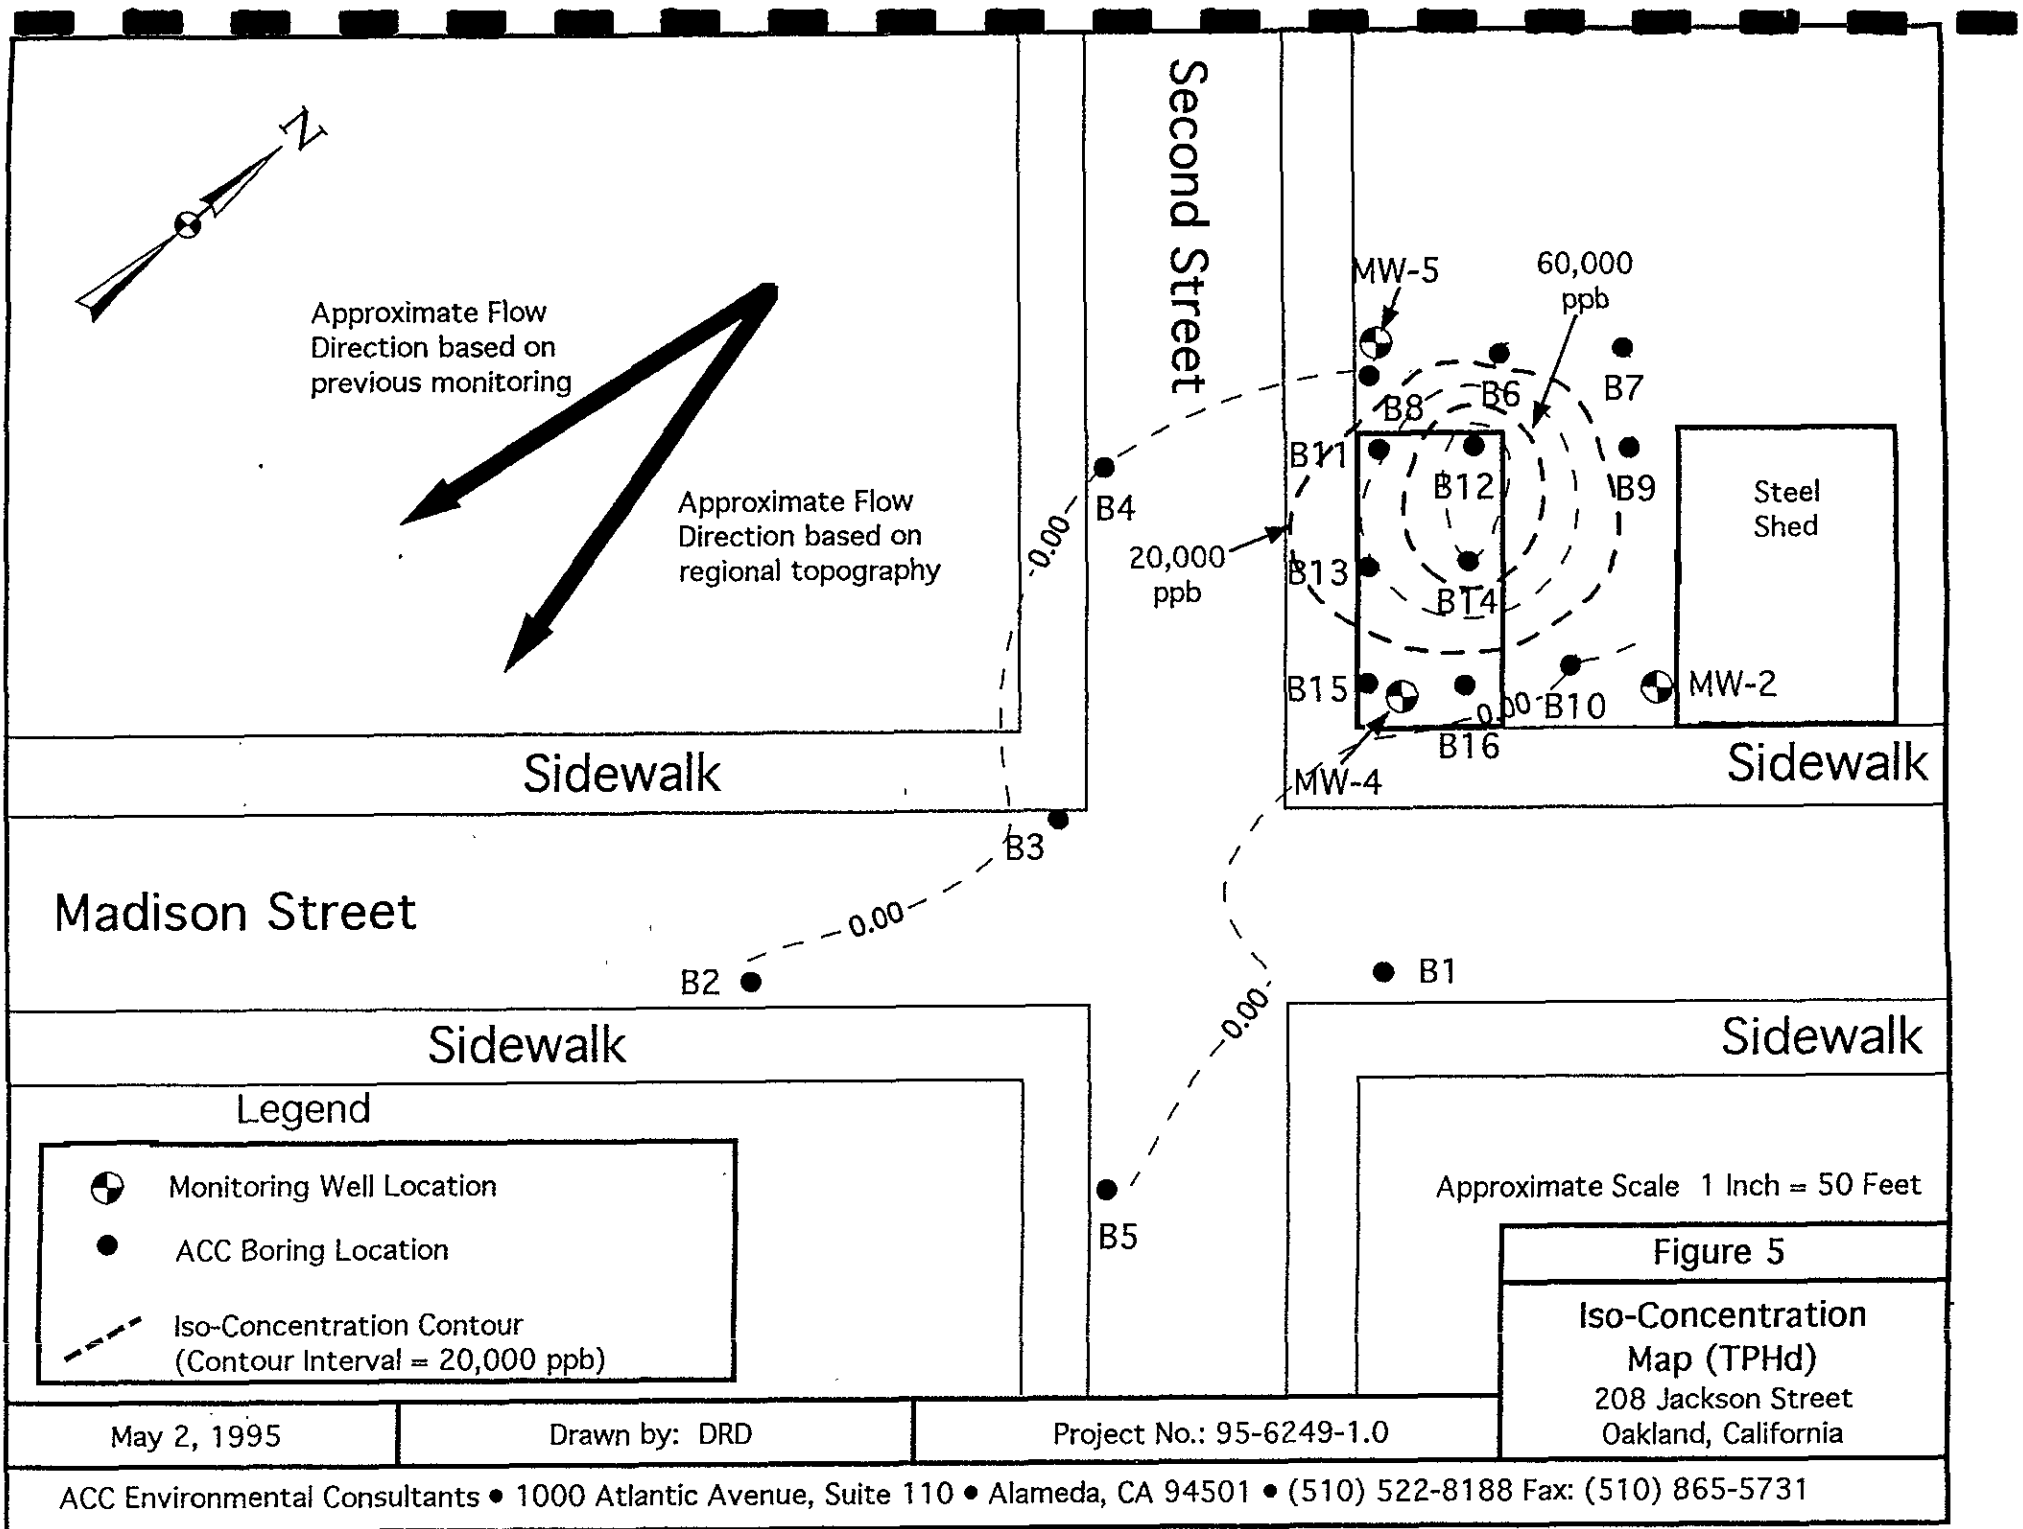 N
Second Street
Approximate Flow
Direction based on
previous monitoring
Approximate Flow
Direction based on
regional topography
MW-5
60,000
ppb
B8
B6
B7
B11
B12
B9
B4
0.00
20,000
ppb
B13
B14
Steel
Shed
B15
0.00
B10
MW-2
B16
MW-4
Sidewalk
Sidewalk
B3
Madison Street
0.00
B2
B1
0.00
Sidewalk
Sidewalk
Legend
Monitoring Well Location
ACC Boring Location
Iso-Concentration Contour
(Contour Interval = 20,000 ppb)
B5
Approximate Scale 1 Inch = 50 Feet
Figure 5
Iso-Concentration
Map (TPHd)
208 Jackson Street
Oakland, California
May 2, 1995
Drawn by: DRD
Project No.: 95-6249-1.0
ACC Environmental Consultants • 1000 Atlantic Avenue, Suite 110 • Alameda, CA 94501 • (510) 522-8188 Fax: (510) 865-5731